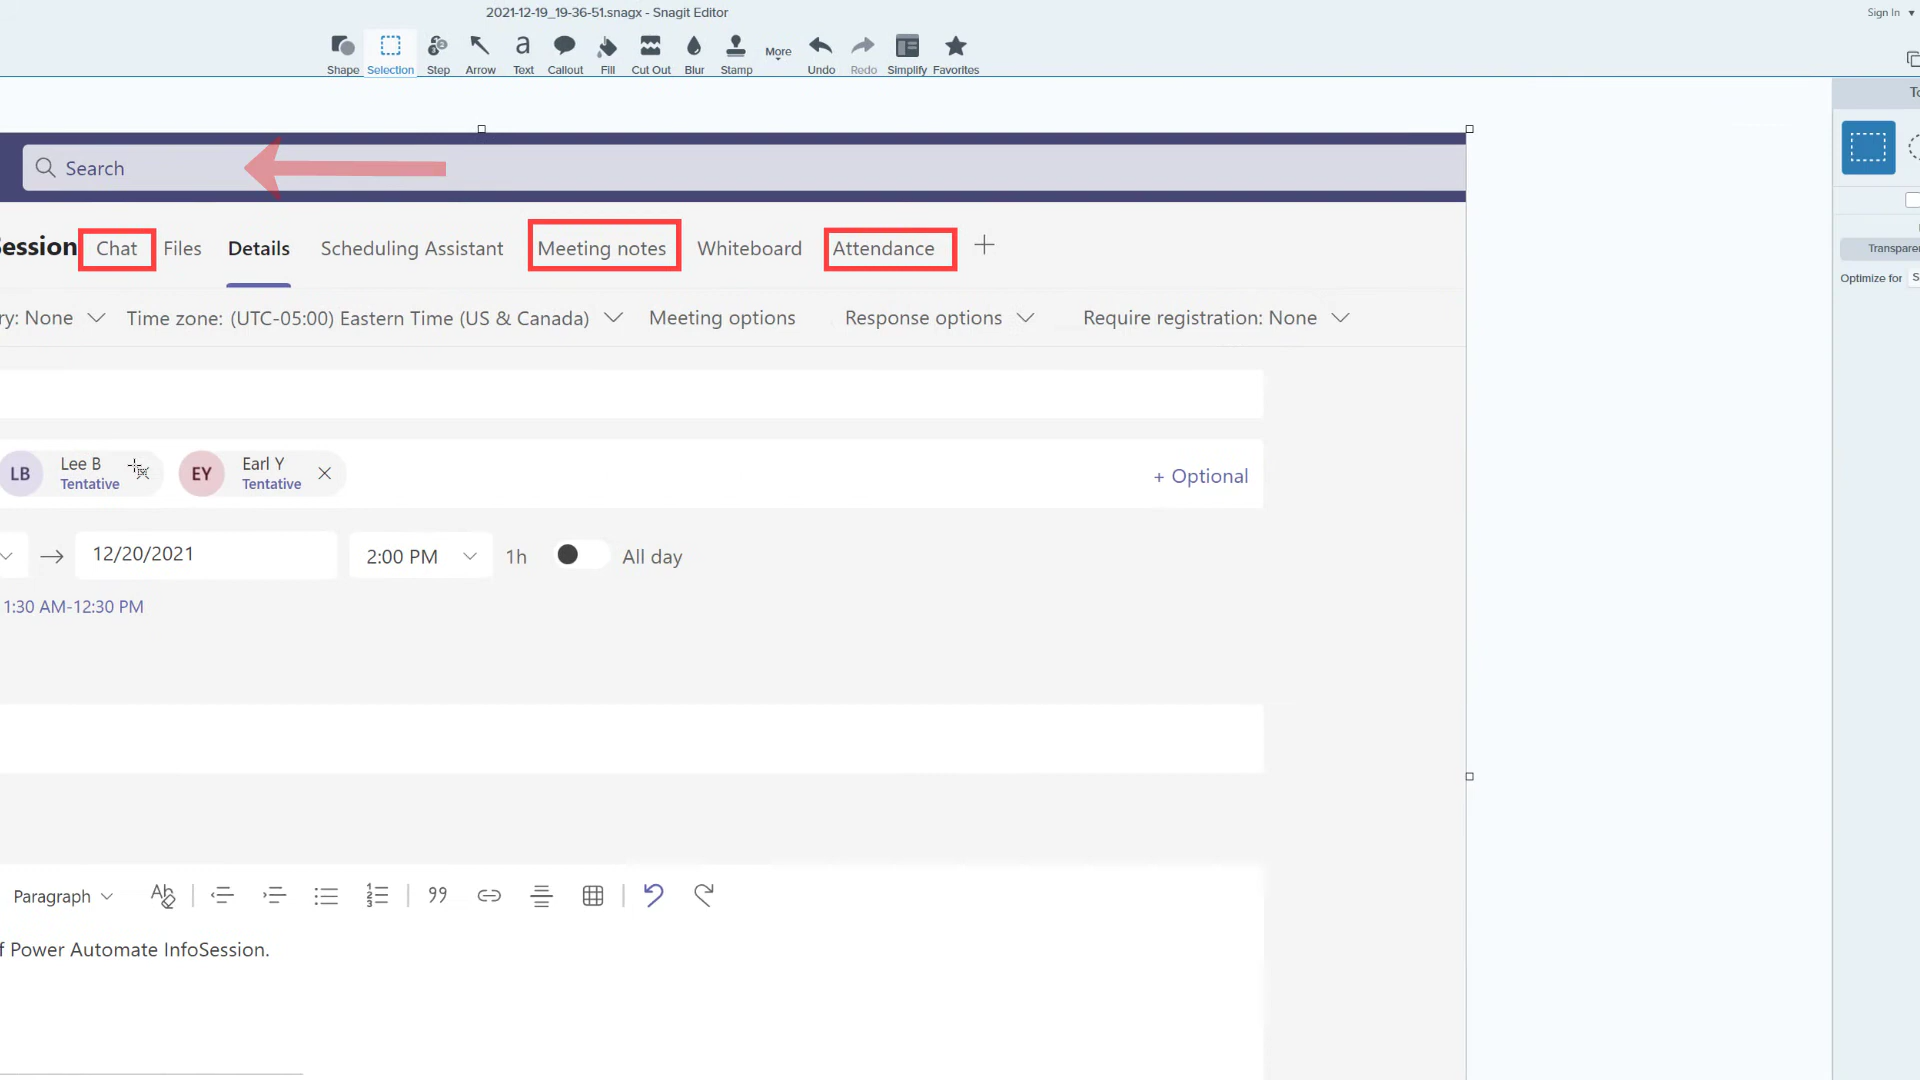 2021-12-19_19-36-51.snagx - Snagit Editor
Sign In
Shape Selection Step Arrow Text Callout Fill Cut Out Blur Stamp More Undo Redo Simplify Favorites
Search
ession Chat Files Details Scheduling Assistant Meeting notes Whiteboard Attendance
ry: None Time zone: (UTC-05:00) Eastern Time (US & Canada) Meeting options Response options Require registration: None
Transparen
Optimize for S
LB Lee B
Tentative
EY Earl Y
Tentative
+ Optional
12/20/2021 2:00 PM 1h All day
1:30 AM-12:30 PM
Paragraph
f Power Automate InfoSession.